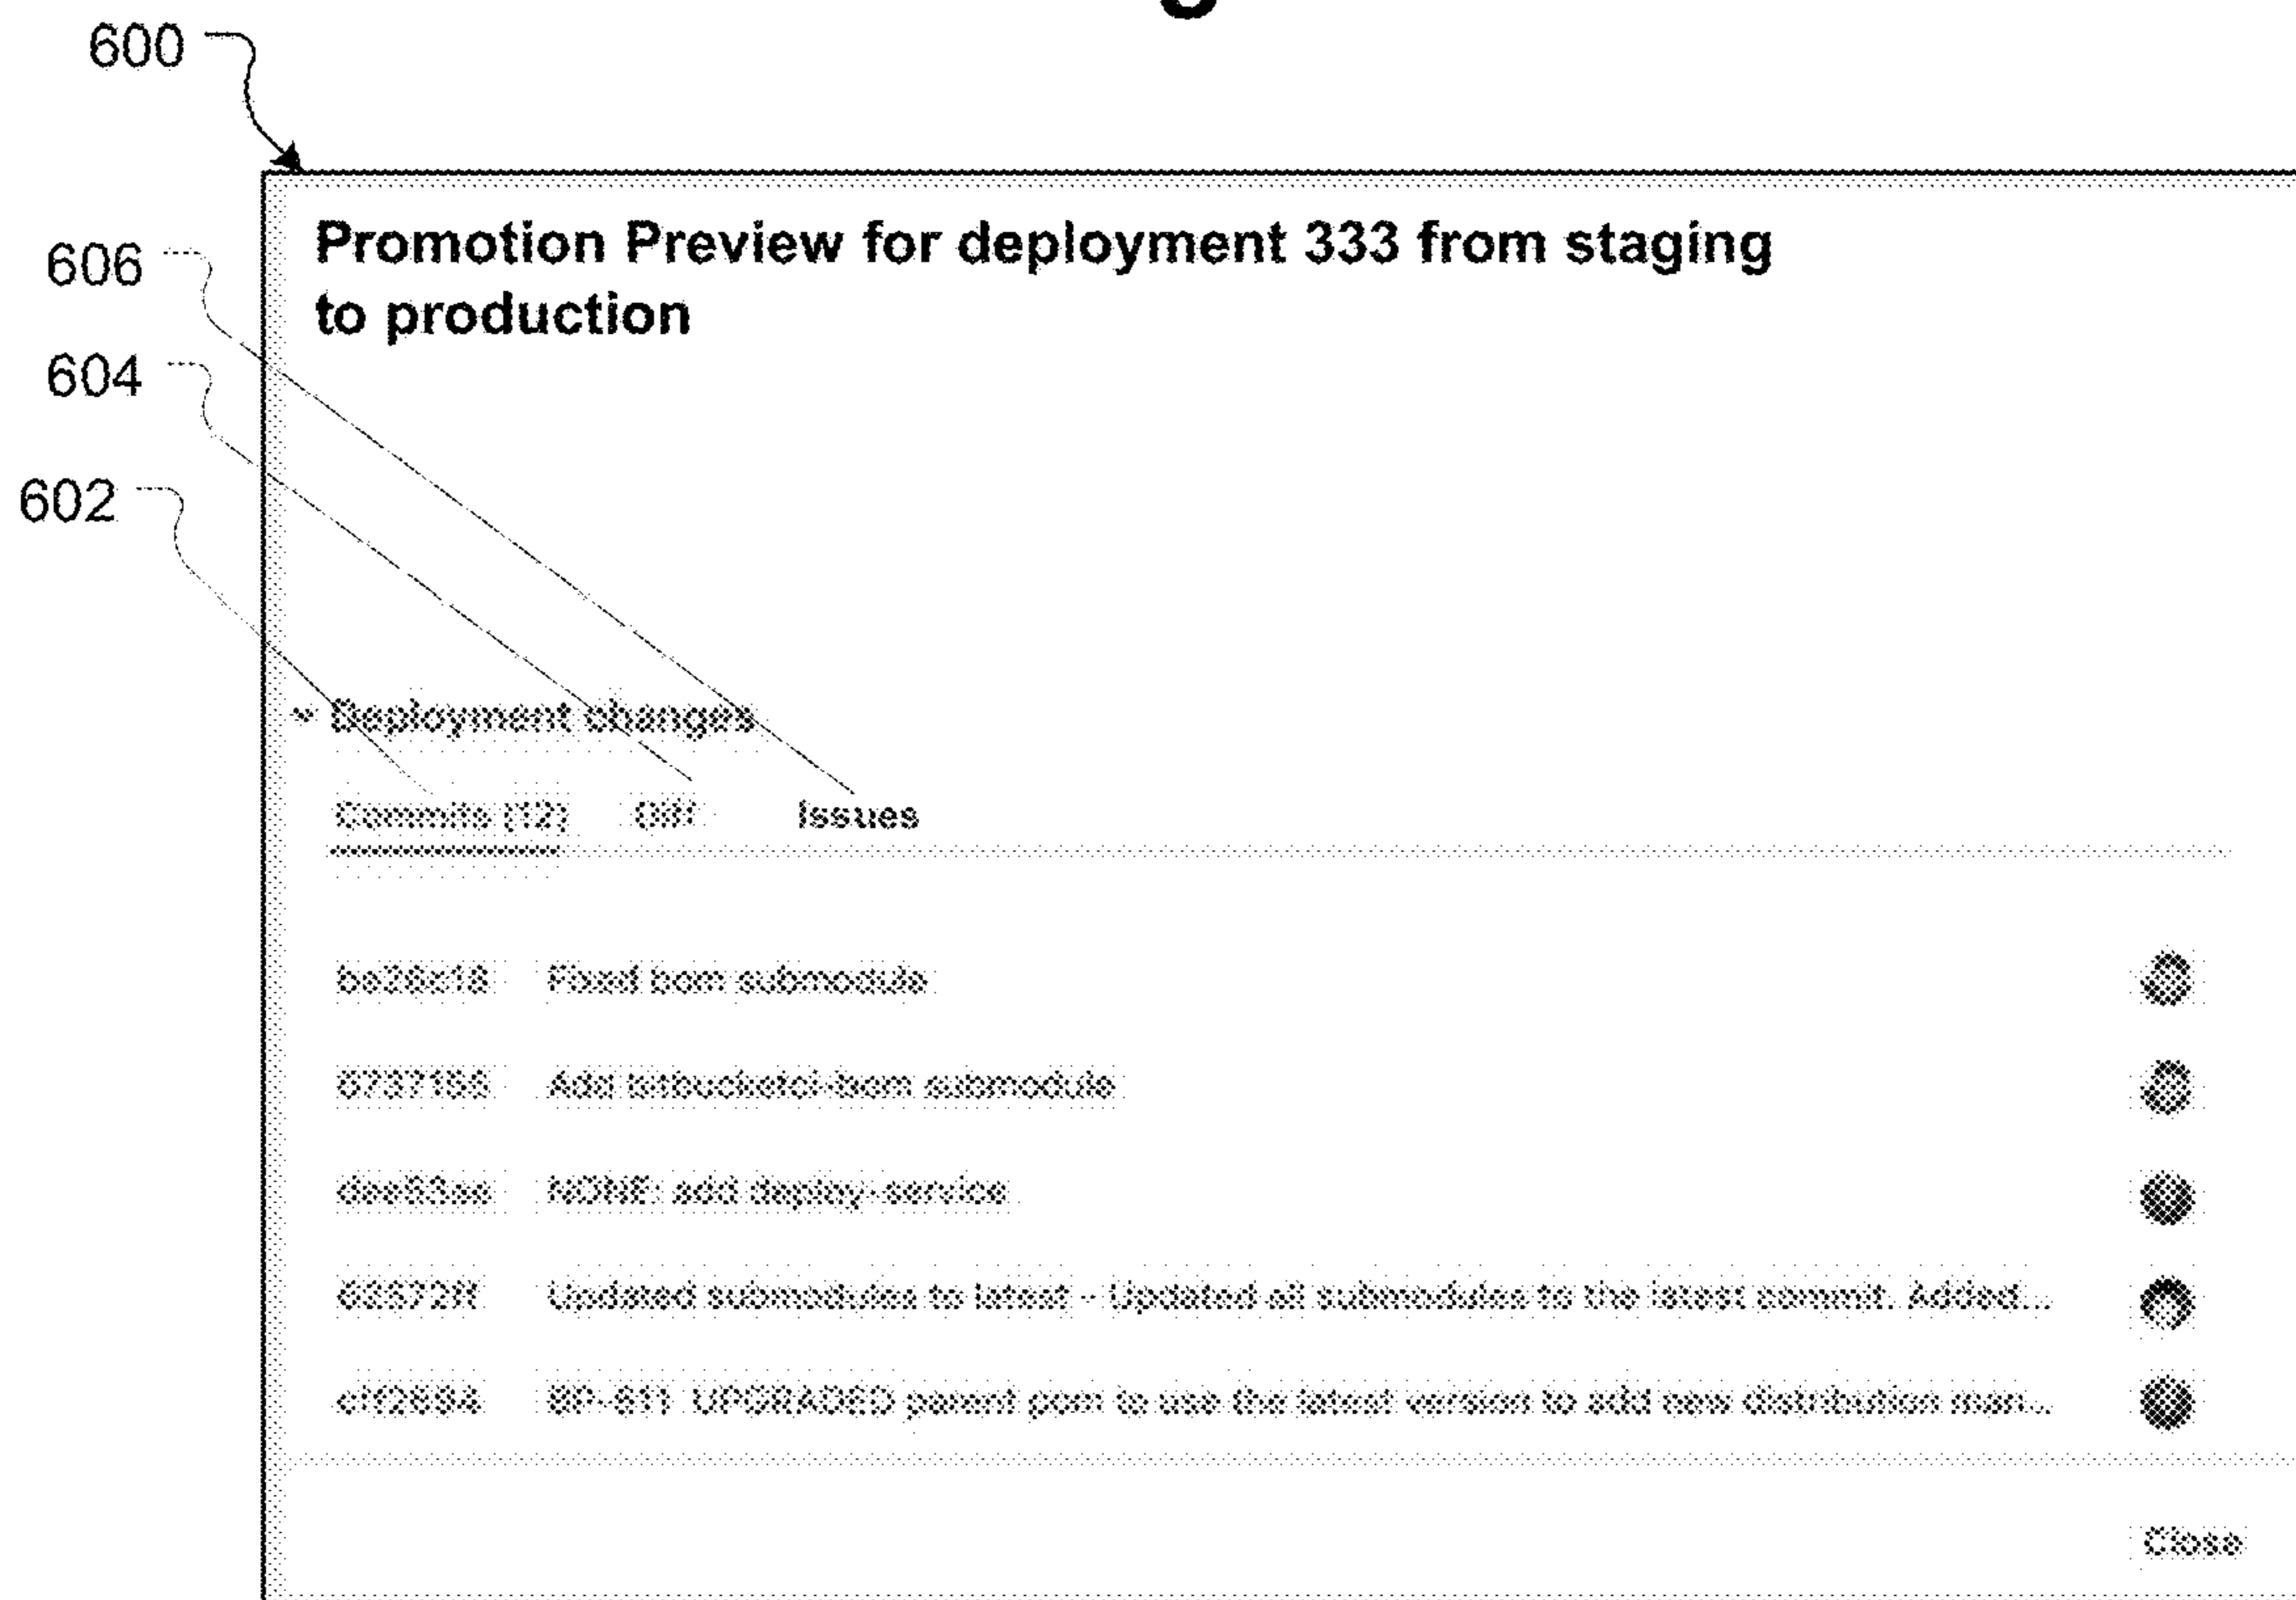 600
606
604
602
Promotion Preview for deployment 333 from staging
to production
Deployment changes
Commits (12) Diff Issues
Fixed bom submodule
Add bitbucketci-bom submodule
NONE: add deploy-service
Updated submodules to latest - Updated all submodules to the latest commit. Added...
UPGRADED parent pom to use the latest version to add new distribution man...
Close